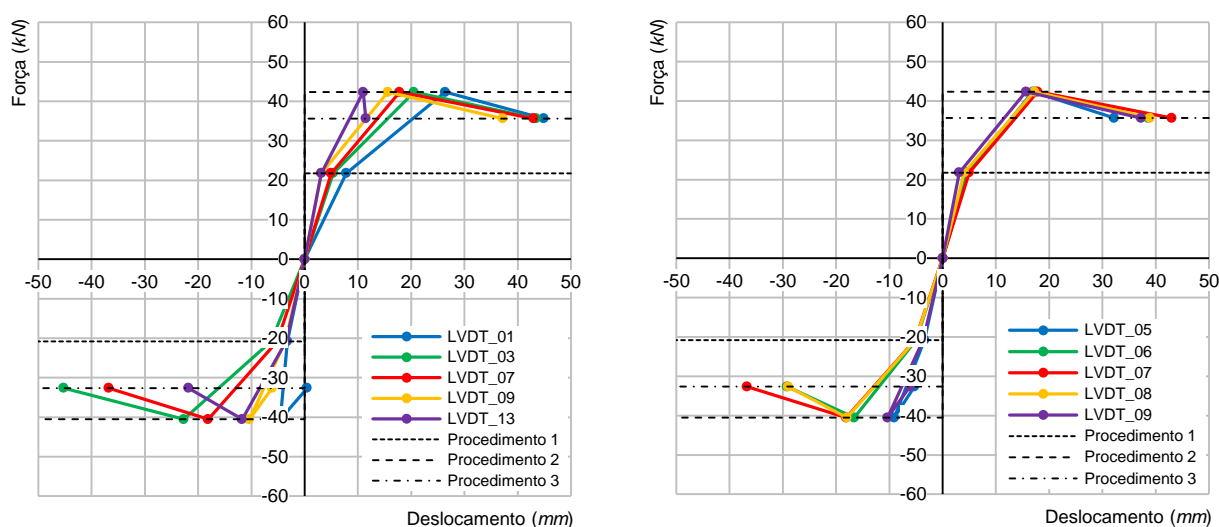 Força (kN)
60
50
40
30
20
10
0
-50 -40 -30 -20 -10 0 10 20 30 40 50
-10
-20
-30
-40
-50
-60
LVDT_01
LVDT_03
LVDT_07
LVDT_09
LVDT_13
Procedimento 1
Procedimento 2
Procedimento 3
Deslocamento (mm)
Força (kN)
60
50
40
30
20
10
0
-50 -40 -30 -20 -10 0 10 20 30 40 50
-10
-20
-30
-40
-50
-60
LVDT_05
LVDT_06
LVDT_07
LVDT_08
LVDT_09
Procedimento 1
Procedimento 2
Procedimento 3
Deslocamento (mm)